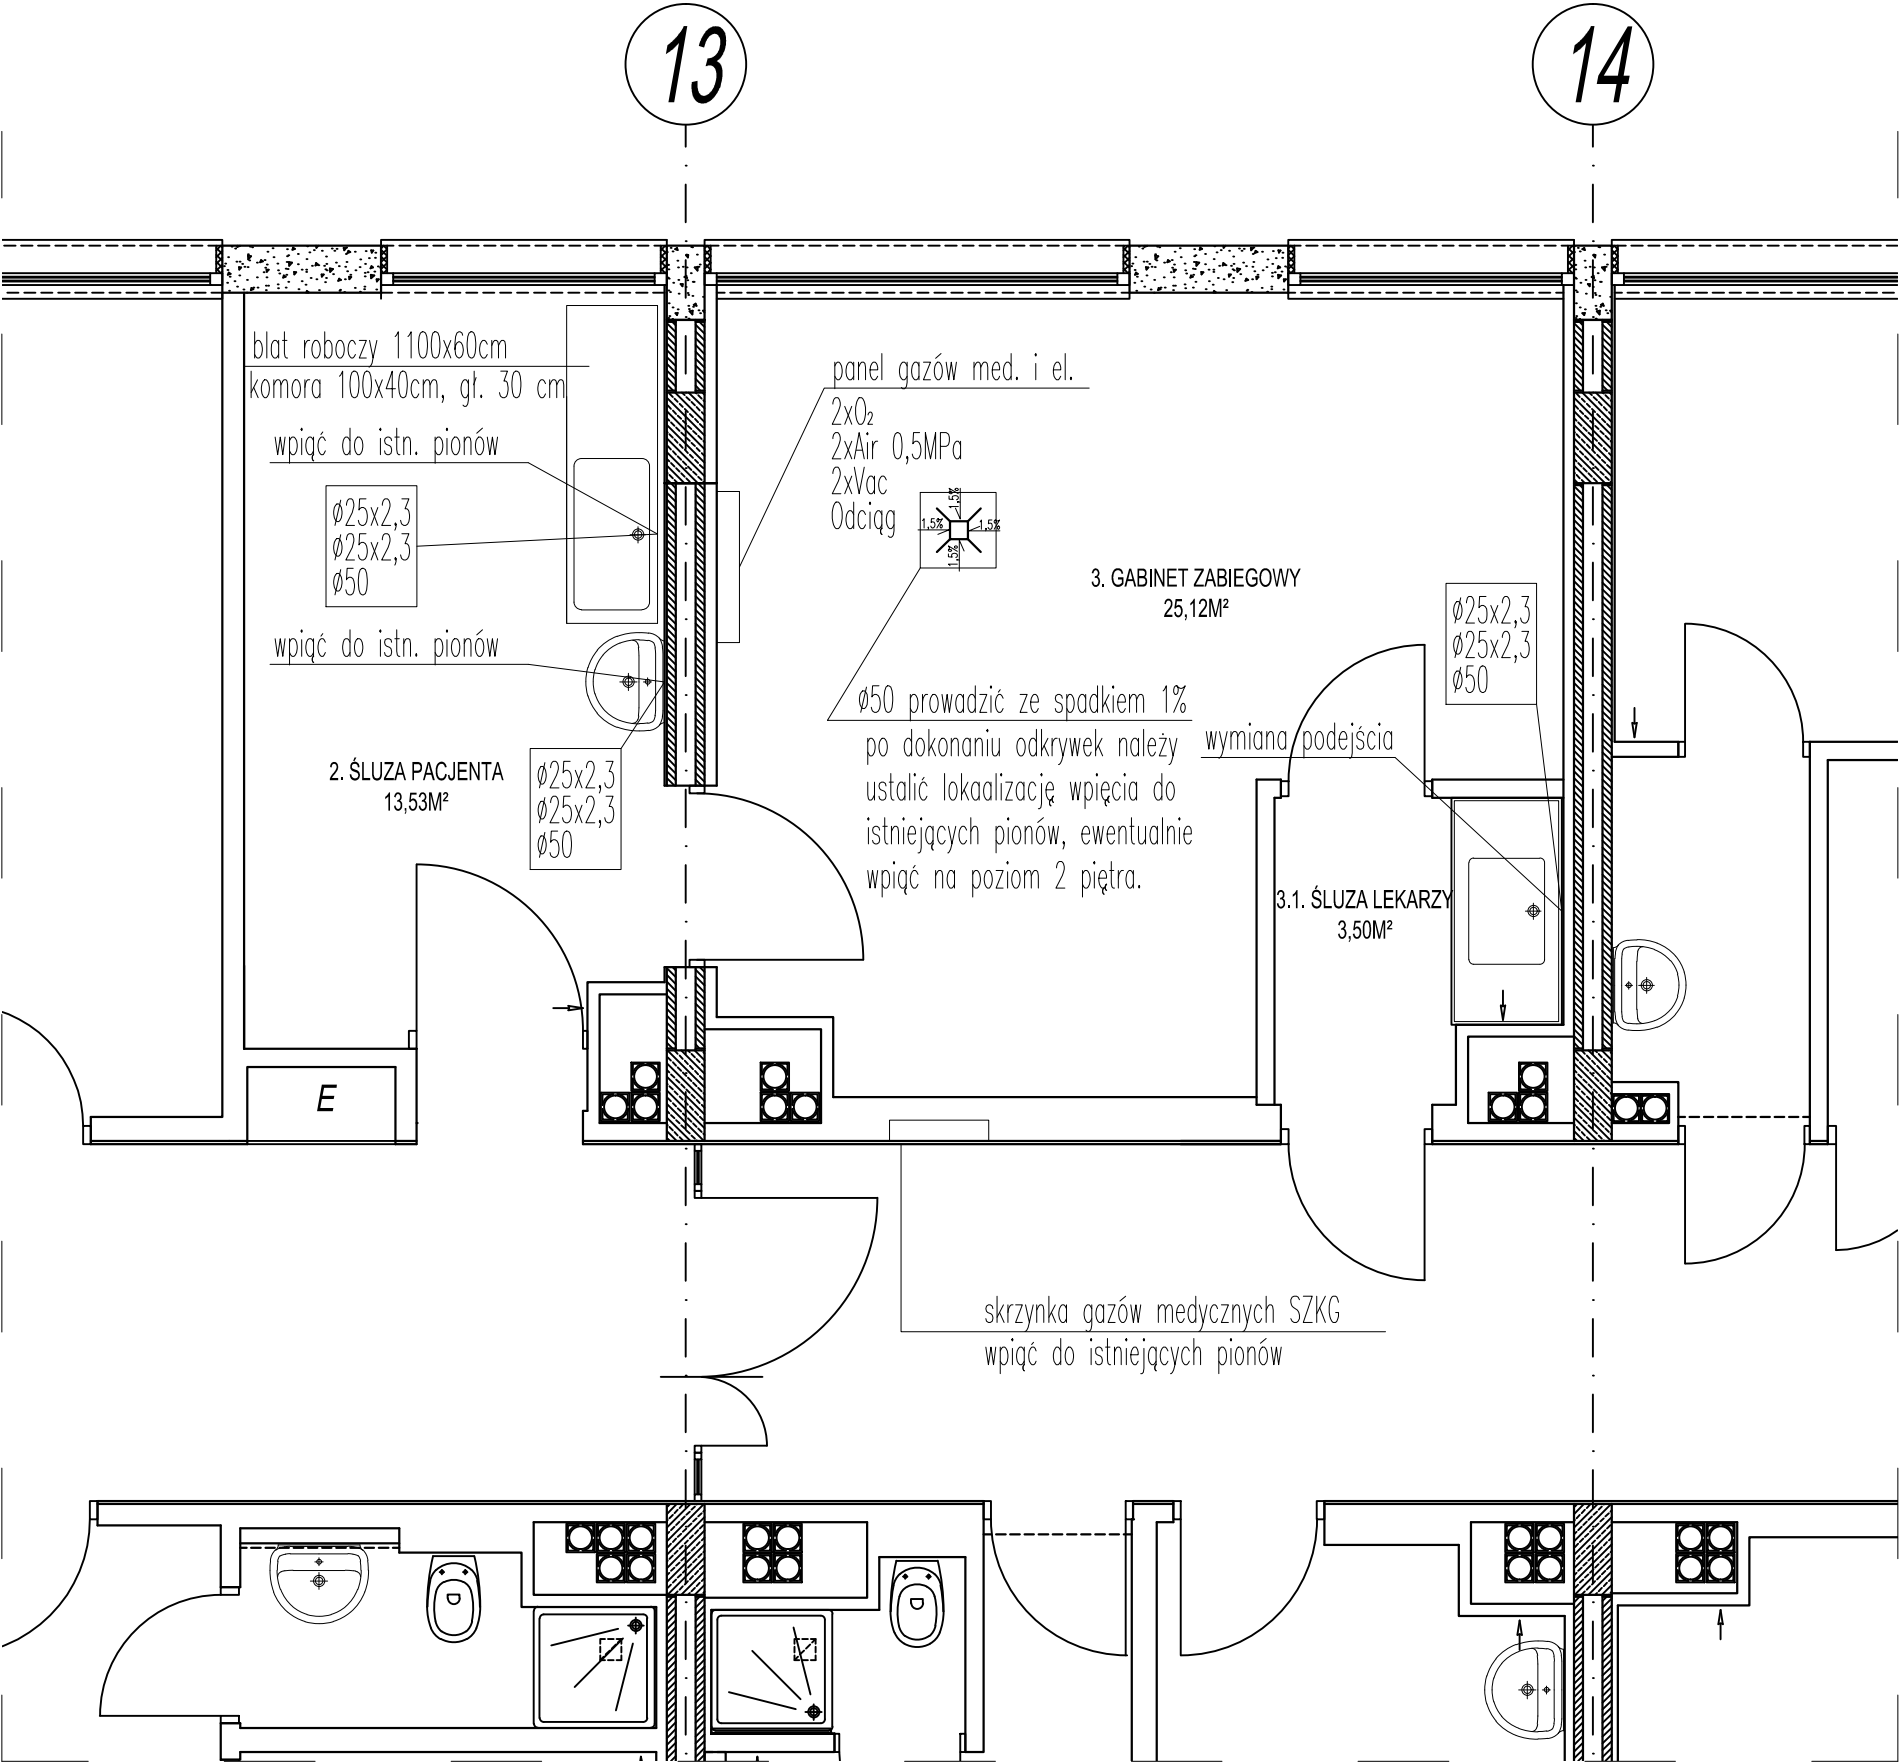 13
14
blat roboczy 1100x60cm
komora 100x40cm, gł. 30 cm
wpiąć do istn. pionów
Ø25x2,3
Ø25x2,3
Ø50
wpiąć do istn. pionów
2. ŚLUZA PACJENTA
13,53M²
Ø25x2,3
Ø25x2,3
Ø50
panel gazów med. i el.
2xO₂
2xAir 0,5MPa
2xVac
Odciąg
1,5%
1,5%
1,5%
1,5%
3. GABINET ZABIEGOWY
25,12M²
Ø50 prowadzić ze spadkiem 1%
po dokonaniu odkrywek należy
ustalić lokaalizację wpięcia do
istniejących pionów, ewentualnie
wpiąć na poziom 2 piętra.
Ø25x2,3
Ø25x2,3
Ø50
wymiana podejścia
3.1. ŚLUZA LEKARZY
3,50M²
E
skrzynka gazów medycznych SZKG
wpiąć do istniejących pionów